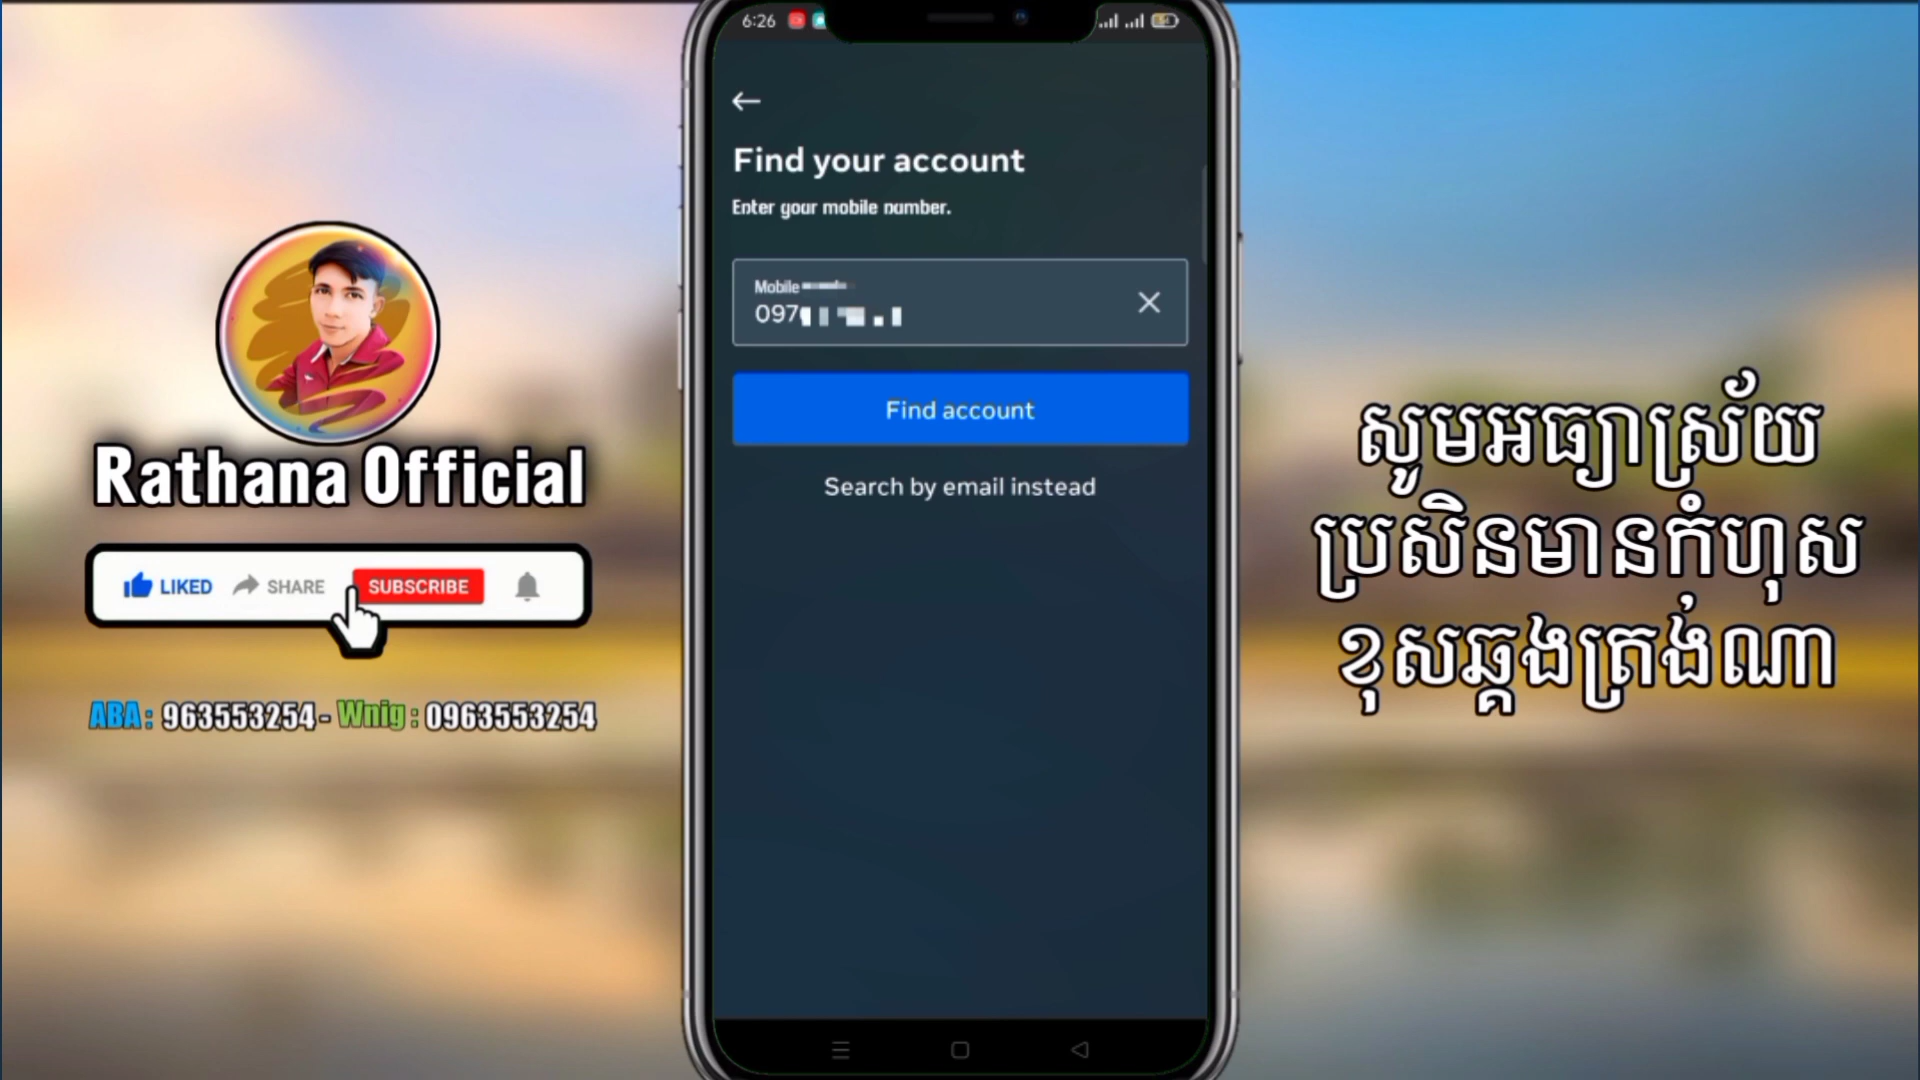 6:26
Find your account
Enter your mobile number.
Mobile
097
Find account
Search by email instead
Rathana Official
LIKED SHARE SUBSCRIBE
ABA : 963553254 - Wnig : 0963553254
សូមអធ្យាស្រ័យ
ប្រសិនមានកំហុស
ខុសឆ្គងត្រង់ណា